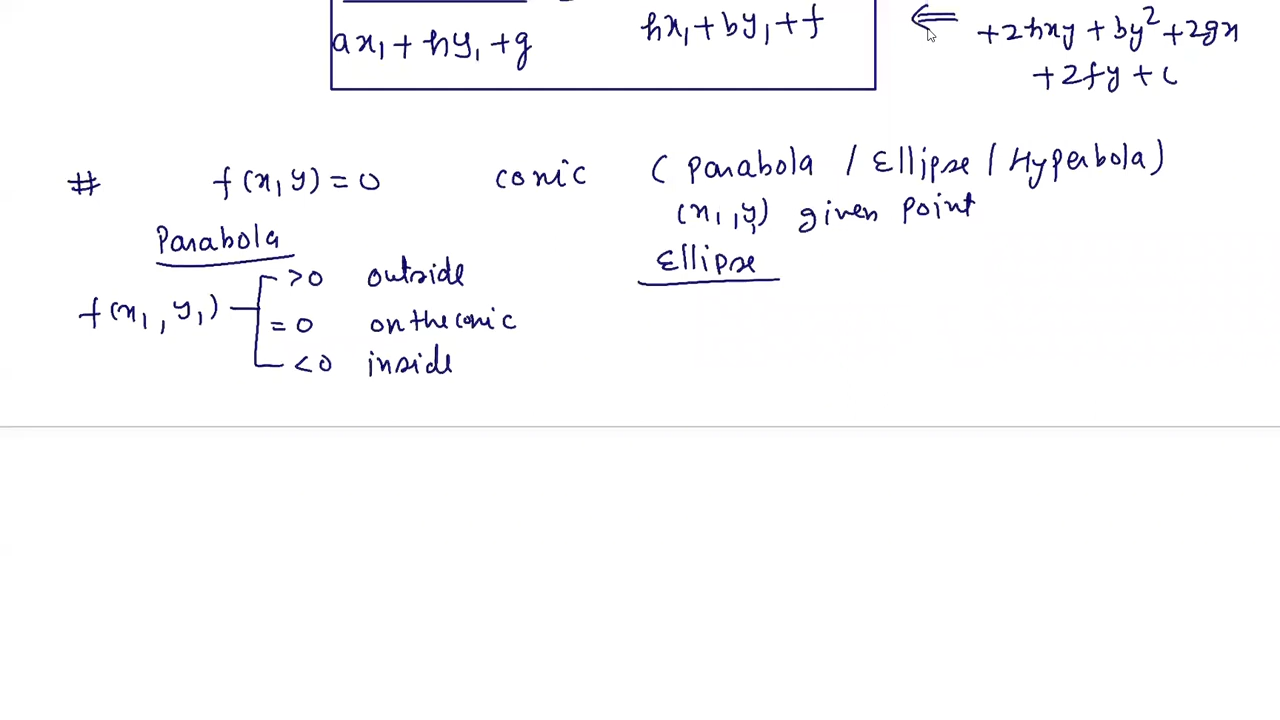 ax₁ + hy₁ + g
hx₁ + by₁ + f
⇐ + 2hxy + by² + 2gx
+ 2fy + c
# f(x, y) = 0 conic (Parabola / Ellipse / Hyperbola)
(x₁, y₁) given point
Parabola
Ellipse
f(x₁, y₁)
>0 outside
= 0 on the conic
<0 inside